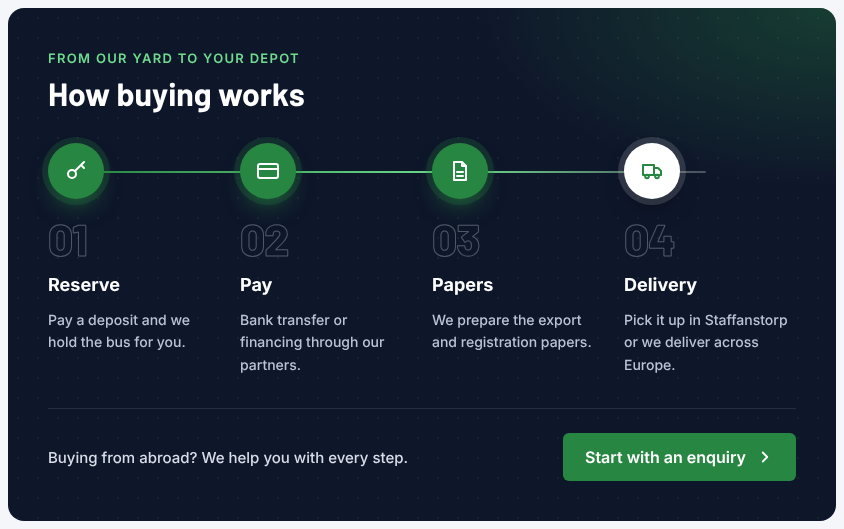 FROM OUR YARD TO YOUR DEPOT
How buying works
01
02
03
04
Reserve
Pay
Papers
Delivery
Pay a deposit and we
hold the bus for you.
Bank transfer or
financing through our
partners.
We prepare the export
and registration papers.
Pick it up in Staffanstorp
or we deliver across
Europe.
Buying from abroad? We help you with every step.
Start with an enquiry